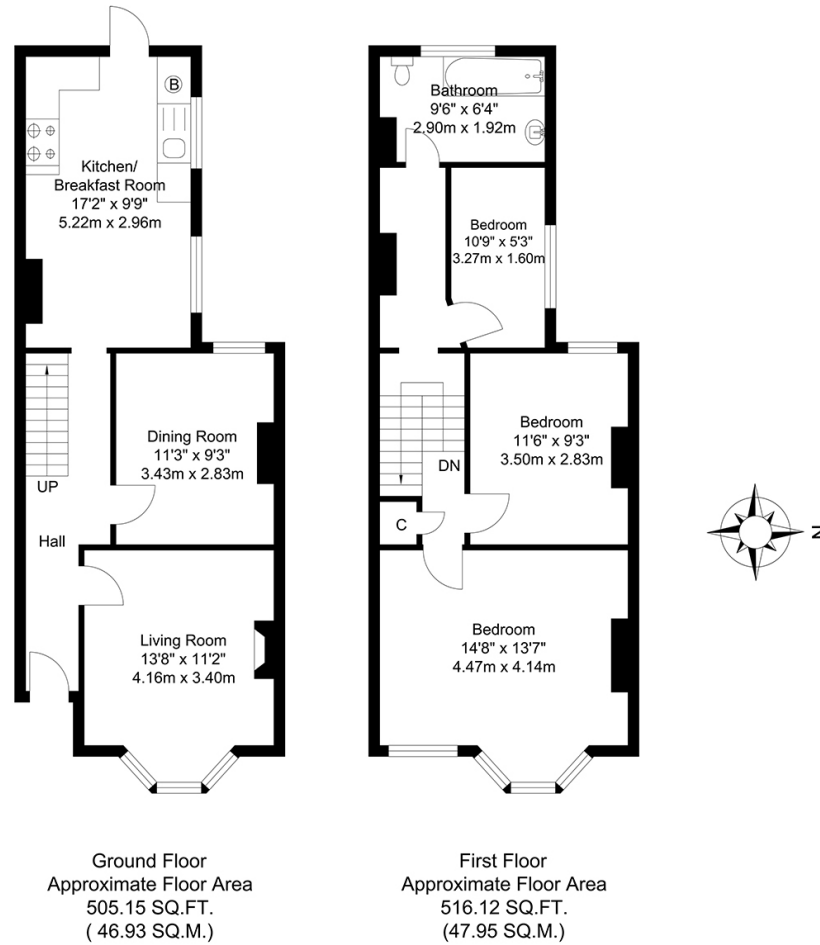 B
Kitchen/
Breakfast Room
17'2" x 9'9"
5.22m x 2.96m
Dining Room
11'3" x 9'3"
3.43m x 2.83m
UP
Hall
Living Room
13'8" x 11'2"
4.16m x 3.40m
Ground Floor
Approximate Floor Area
505.15 SQ.FT.
( 46.93 SQ.M.)
Bathroom
9'6" x 6'4"
2.90m x 1.92m
Bedroom
10'9" x 5'3"
3.27m x 1.60m
Bedroom
11'6" x 9'3"
3.50m x 2.83m
DN
C
Bedroom
14'8" x 13'7"
4.47m x 4.14m
First Floor
Approximate Floor Area
516.12 SQ.FT.
(47.95 SQ.M.)
N